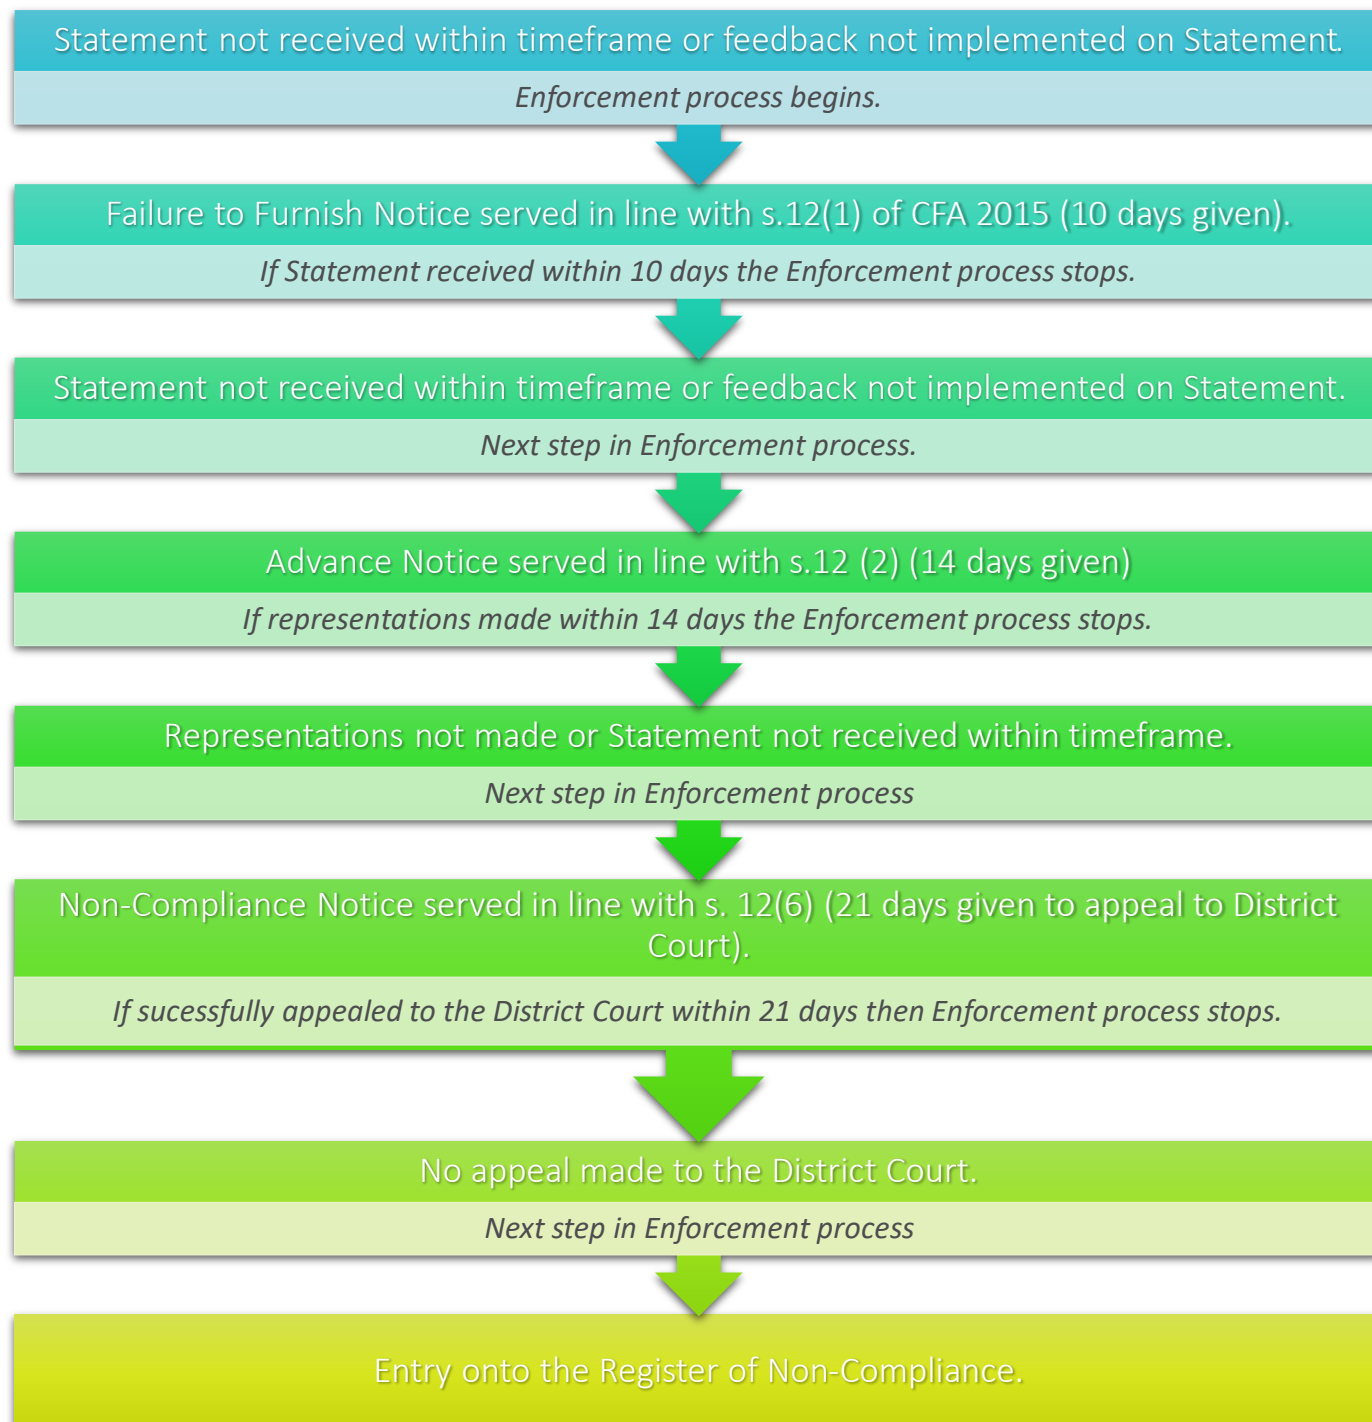 Statement not received within timeframe or feedback not implemented on Statement.
Enforcement process begins.
Failure to Furnish Notice served in line with s.12(1) of CFA 2015 (10 days given).
If Statement received within 10 days the Enforcement process stops.
Statement not received within timeframe or feedback not implemented on Statement.
Next step in Enforcement process.
Advance Notice served in line with s.12 (2) (14 days given)
If representations made within 14 days the Enforcement process stops.
Representations not made or Statement not received within timeframe.
Next step in Enforcement process
Non-Compliance Notice served in line with s. 12(6) (21 days given to appeal to District
Court).
If sucessfully appealed to the District Court within 21 days then Enforcement process stops.
No appeal made to the District Court.
Next step in Enforcement process
Entry onto the Register of Non-Compliance.